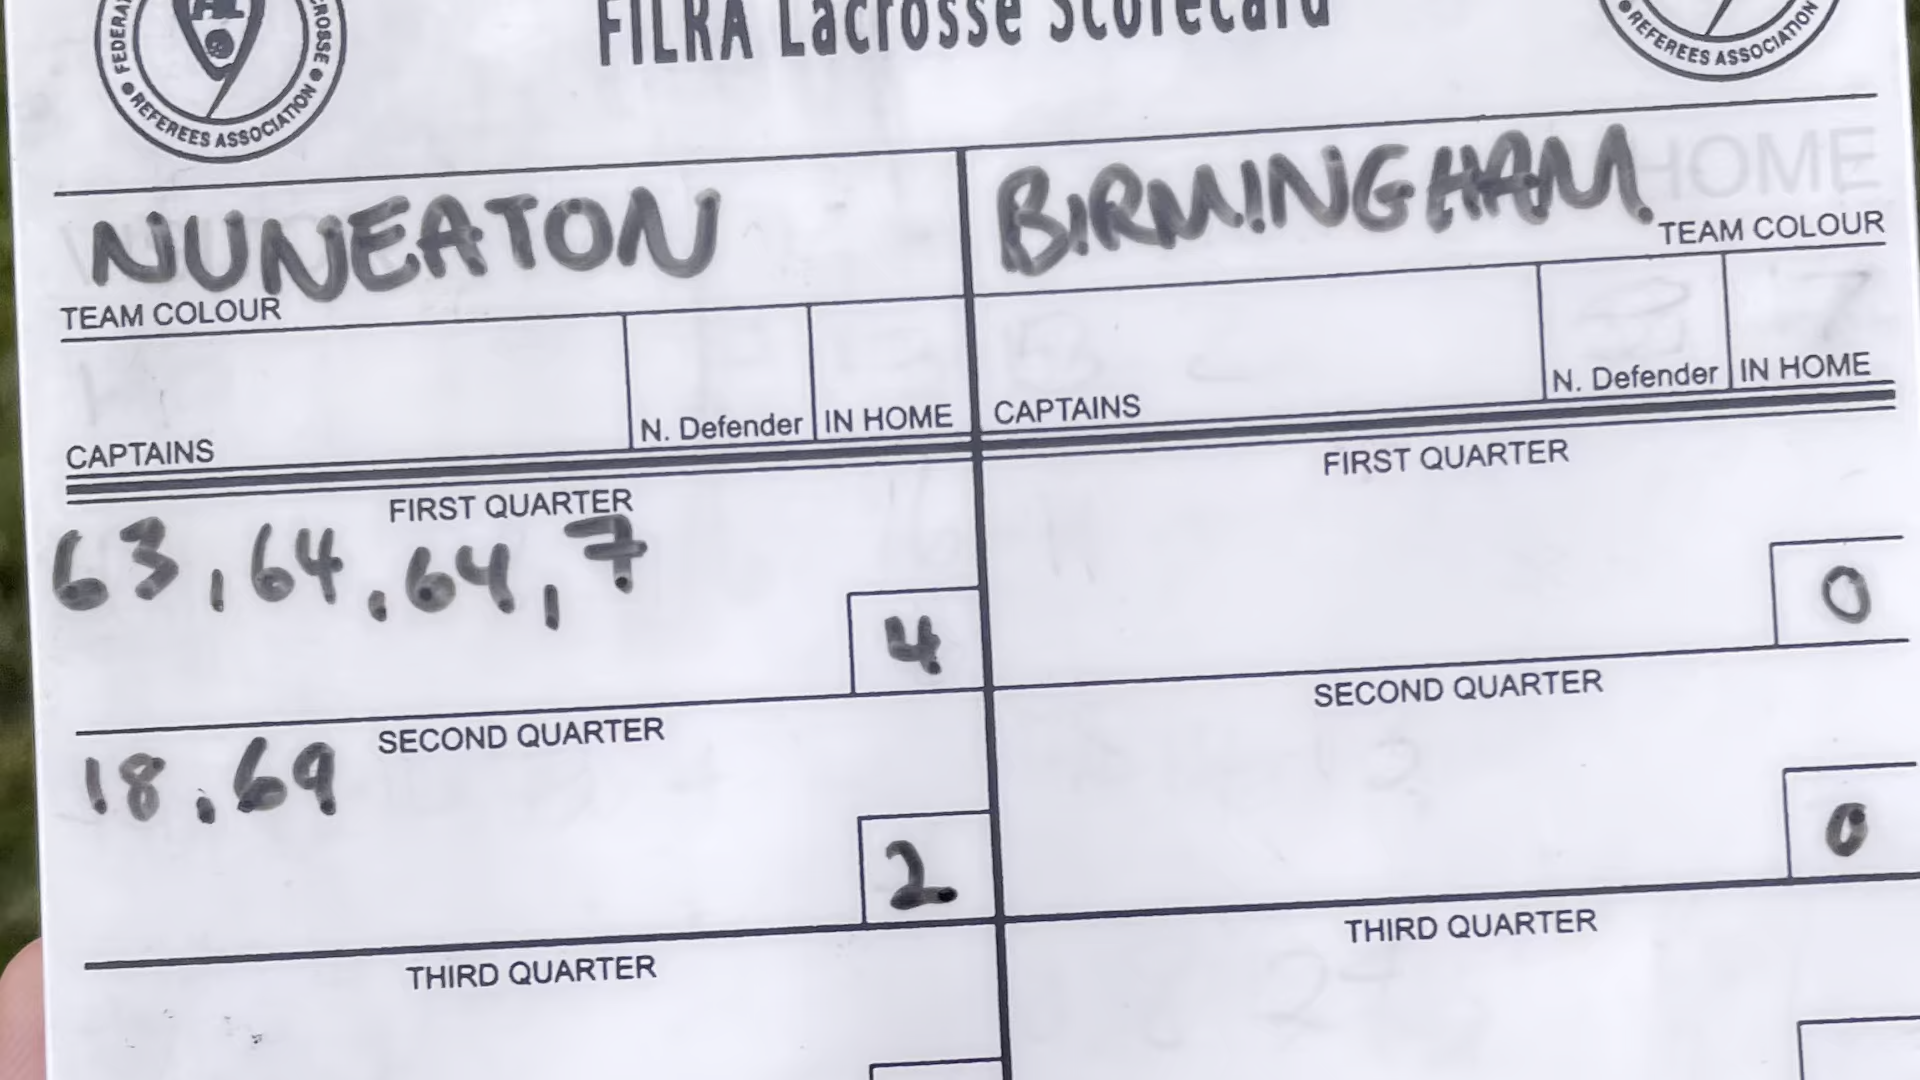 FILRA Lacrosse Scorecard
REFEREES ASSOCIATION
REFEREES ASSOCIATION
NUNEATON
BIRMINGHAM
HOME
TEAM COLOUR
TEAM COLOUR
CAPTAINS
N. Defender
IN HOME
CAPTAINS
N. Defender
IN HOME
FIRST QUARTER
63, 64, 64, 7
4
FIRST QUARTER
0
SECOND QUARTER
18, 69
2
SECOND QUARTER
0
THIRD QUARTER
THIRD QUARTER